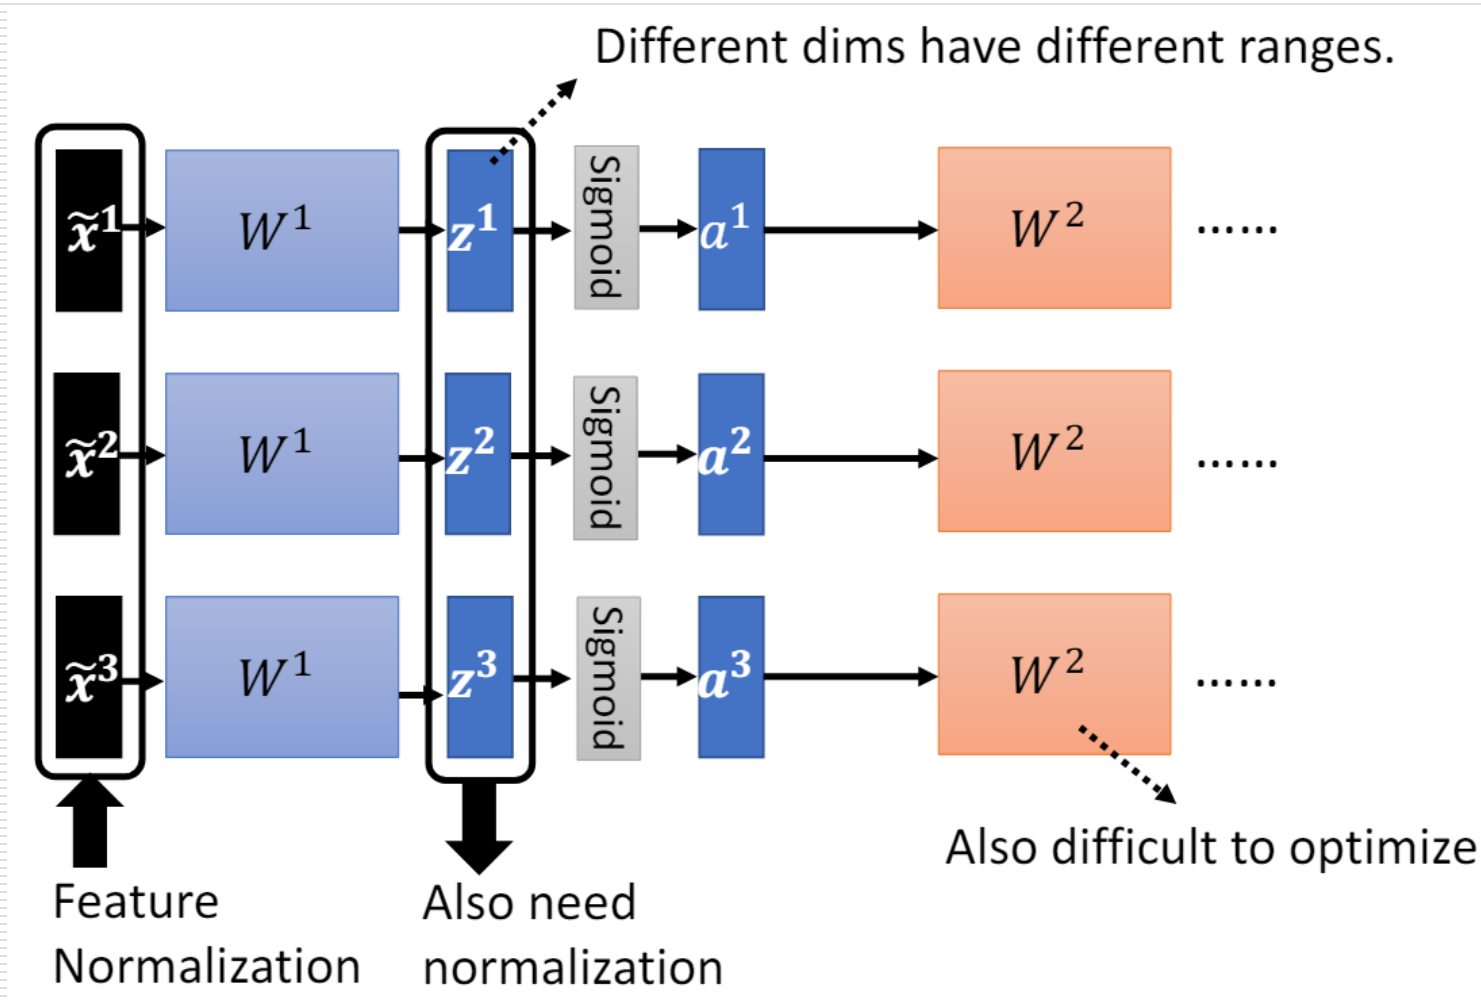 Different dims have different ranges.
x̃¹ W¹ z¹ Sigmoid a¹ W² ……
x̃² W¹ z² Sigmoid a² W² ……
x̃³ W¹ z³ Sigmoid a³ W² ……
Also difficult to optimize
Feature
Normalization
Also need
normalization